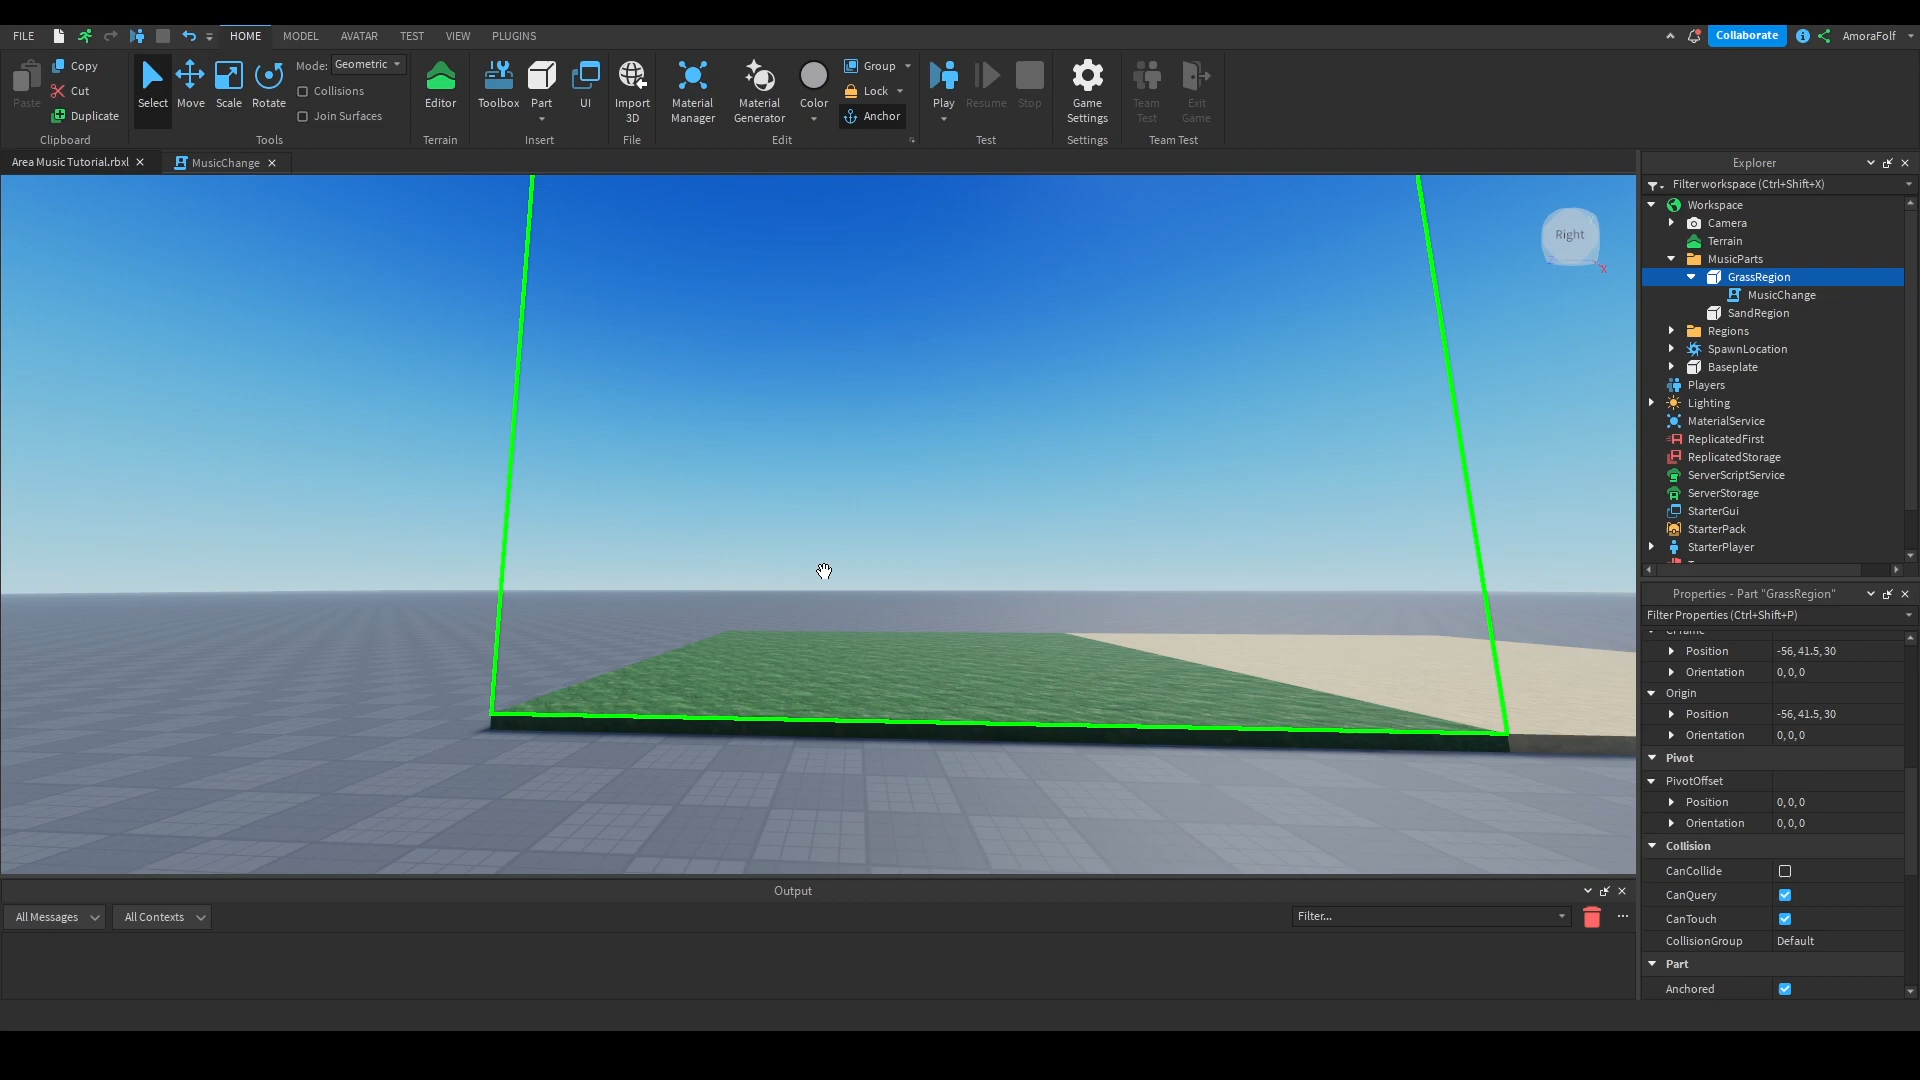 FILE HOME MODEL AVATAR TEST VIEW PLUGINS Collaborate AmoraFolf
Paste Copy Cut Duplicate Clipboard
Select Move Scale Rotate Mode: Geometric Collisions Join Surfaces Tools
Editor Terrain
Toolbox Part UI Insert
Import 3D File
Material Manager Material Generator Color Group Lock Anchor Edit
Play Resume Stop Test
Game Settings Settings
Team Test Exit Game Team Test
Area Music Tutorial.rbxl MusicChange
Right
Z X
Explorer
Filter workspace (Ctrl+Shift+X)
Workspace
Camera
Terrain
MusicParts
GrassRegion
MusicChange
SandRegion
Regions
SpawnLocation
Baseplate
Players
Lighting
MaterialService
ReplicatedFirst
ReplicatedStorage
ServerScriptService
ServerStorage
StarterGui
StarterPack
StarterPlayer
Properties - Part "GrassRegion"
Filter Properties (Ctrl+Shift+P)
Position -56, 41.5, 30
Orientation 0, 0, 0
Origin
Position -56, 41.5, 30
Orientation 0, 0, 0
Pivot
PivotOffset
Position 0, 0, 0
Orientation 0, 0, 0
Collision
CanCollide
CanQuery
CanTouch
CollisionGroup Default
Part
Anchored
Output
All Messages All Contexts Filter...